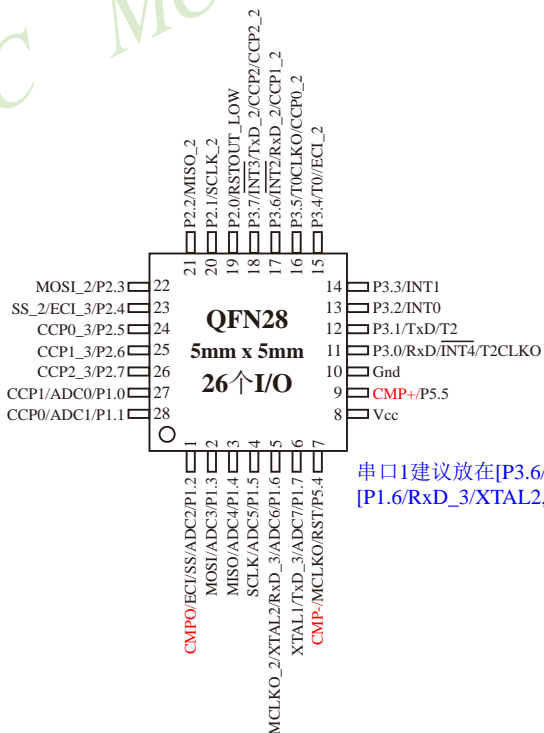 C MC
P2.2/MISO_2
P2.1/SCLK_2
P2.0/RSTOUT_LOW
P3.7/INT3/TxD_2/CCP2/CCP2_2
P3.6/INT2/RxD_2/CCP1_2
P3.5/T0CLKO/CCP0_2
P3.4/T0//ECI_2
21
20
19
18
17
16
15
MOSI_2/P2.3 22
SS_2/ECI_3/P2.4 23
CCP0_3/P2.5 24
CCP1_3/P2.6 25
CCP2_3/P2.7 26
CCP1/ADC0/P1.0 27
CCP0/ADC1/P1.1 28
QFN28
5mm x 5mm
26个I/O
14 P3.3/INT1
13 P3.2/INT0
12 P3.1/TxD/T2
11 P3.0/RxD/INT4/T2CLKO
10 Gnd
9 CMP+/P5.5
8 Vcc
1
2
3
4
5
6
7
CMPO/ECI/SS/ADC2/P1.2
MOSI/ADC3/P1.3
MISO/ADC4/P1.4
SCLK/ADC5/P1.5
MCLKO_2/XTAL2/RxD_3/ADC6/P1.6
XTAL1/TxD_3/ADC7/P1.7
CMP-/MCLKO/RST/P5.4
串口1建议放在[P3.6/
[P1.6/RxD_3/XTAL2,